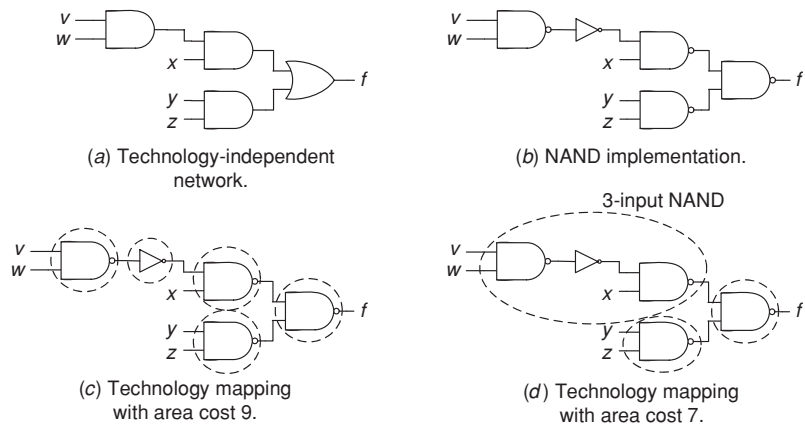 v
w
x
y
z
f
(a) Technology-independent
network.
v
w
x
y
z
f
(b) NAND implementation.
v
w
x
y
z
f
(c) Technology mapping
with area cost 9.
3-input NAND
v
w
x
y
z
f
(d) Technology mapping
with area cost 7.